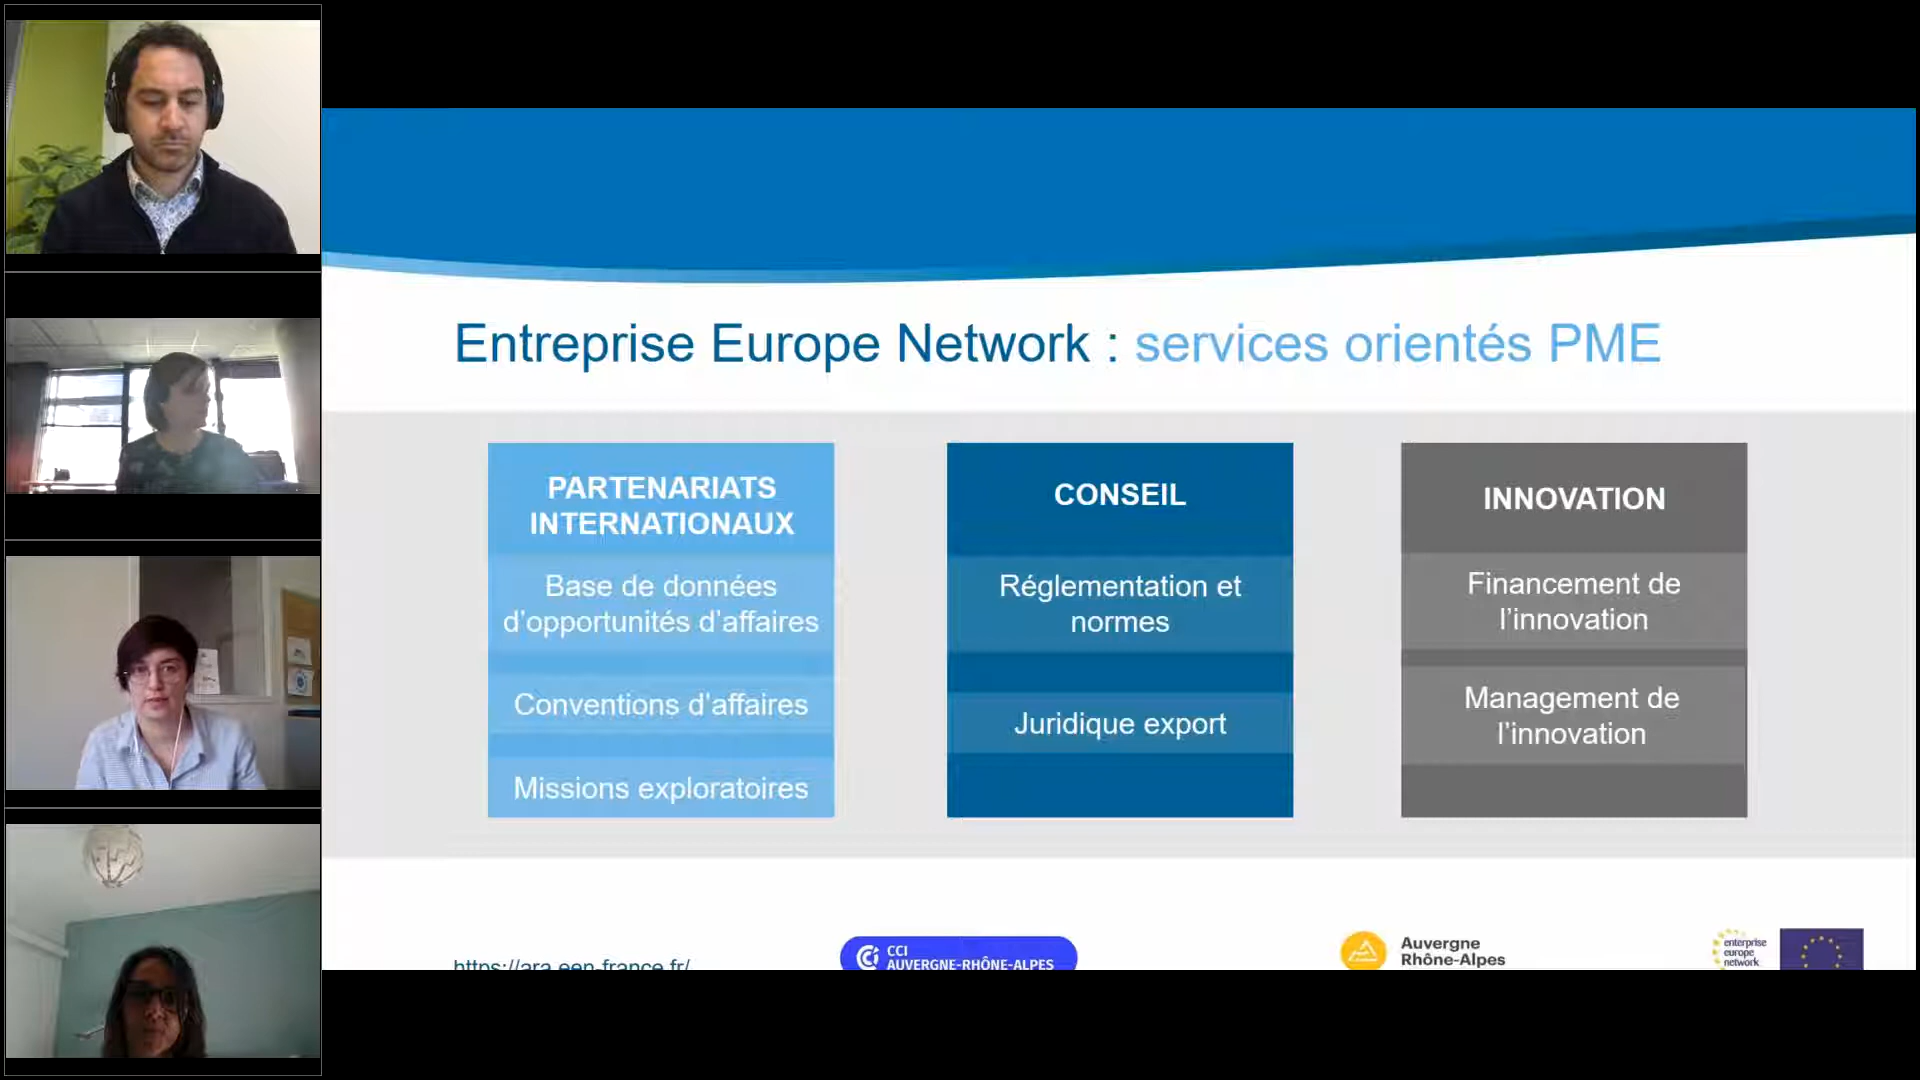 Entreprise Europe Network : services orientés PME
PARTENARIATS
INTERNATIONAUX
Base de données
d'opportunités d'affaires
Conventions d'affaires
Missions exploratoires
CONSEIL
Réglementation et
normes
Juridique export
INNOVATION
Financement de
l'innovation
Management de
l'innovation
https://ara.een-france.fr/
CCI
AUVERGNE-RHÔNE-ALPES
Auvergne
Rhône-Alpes
enterprise
europe
network